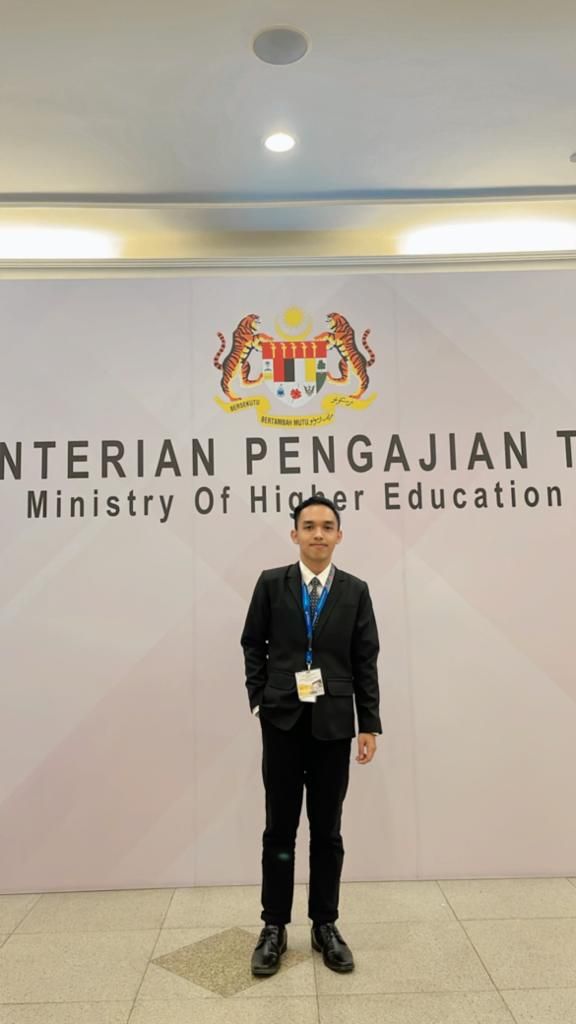 BERSEKUTU
BERTAMBAH MUTU
NTERIAN PENGAJIAN T
Ministry Of Higher Education